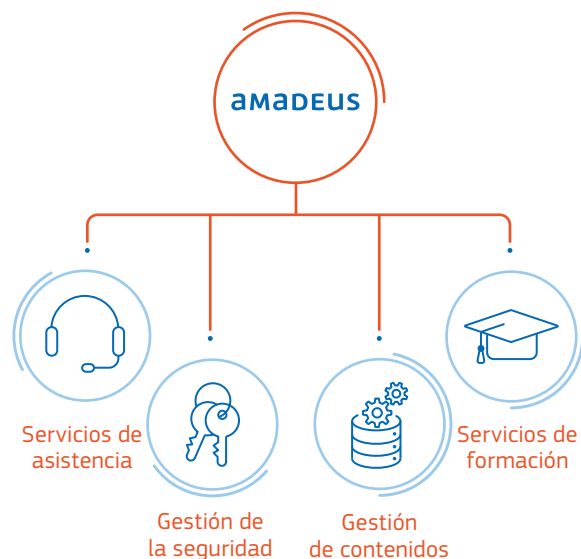 aMaDEUS
Servicios de
asistencia
Gestión de
la seguridad
Gestión
de contenidos
Servicios de
formación